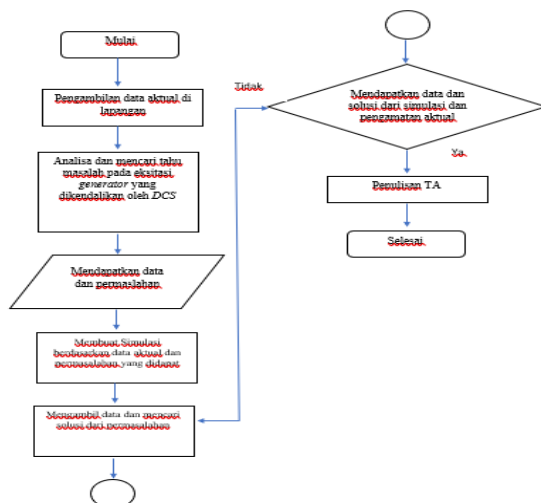 Mulai
Pengambilan data aktual di
lapangan
Analisa dan mencari tahu
masalah pada eksitasi
generator yang
dikendalikan oleh DCS
Mendapatkan data
dan permaslahan
Membuat Simulasi
berdasarkan data aktual dan
permasalahan yang didapat
Mengambil data dan mencari
solusi dari permasalahan
Tidak
Mendapatkan data dan
solusi dari simulasi dan
pengamatan aktual
Ya
Penulisan TA
Selesai